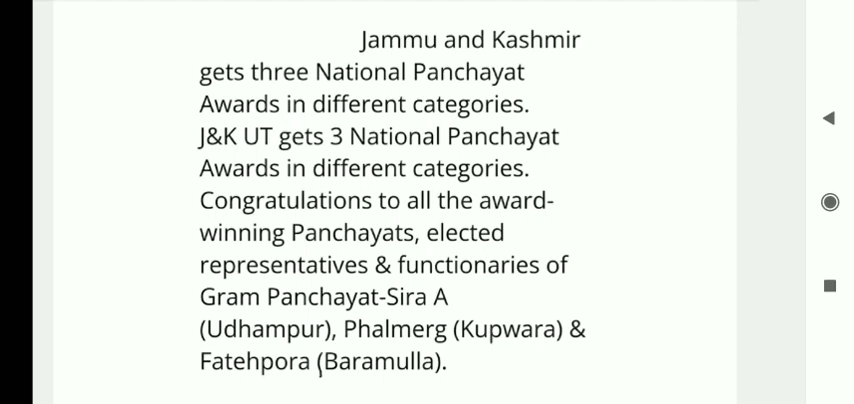 Jammu and Kashmir
gets three National Panchayat
Awards in different categories.
J&K UT gets 3 National Panchayat
Awards in different categories.
Congratulations to all the award-
winning Panchayats, elected
representatives & functionaries of
Gram Panchayat-Sira A
(Udhampur), Phalmerg (Kupwara) &
Fatehpora (Baramulla).